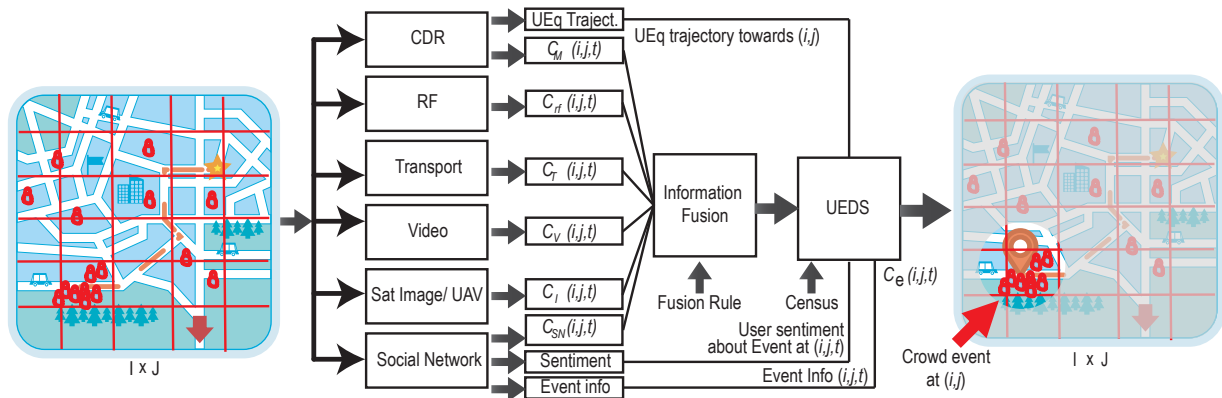 I x J
CDR
RF
Transport
Video
Sat Image/ UAV
Social Network
UEq Traject.
C_M (i,j,t)
C_rf (i,j,t)
C_T (i,j,t)
C_V (i,j,t)
C_I (i,j,t)
C_SN (i,j,t)
Sentiment
Event info
UEq trajectory towards (i,j)
Information
Fusion
Fusion Rule
UEDS
Census
User sentiment
about Event at (i,j,t)
Event Info (i,j,t)
C_e (i,j,t)
Crowd event
at (i,j)
I x J